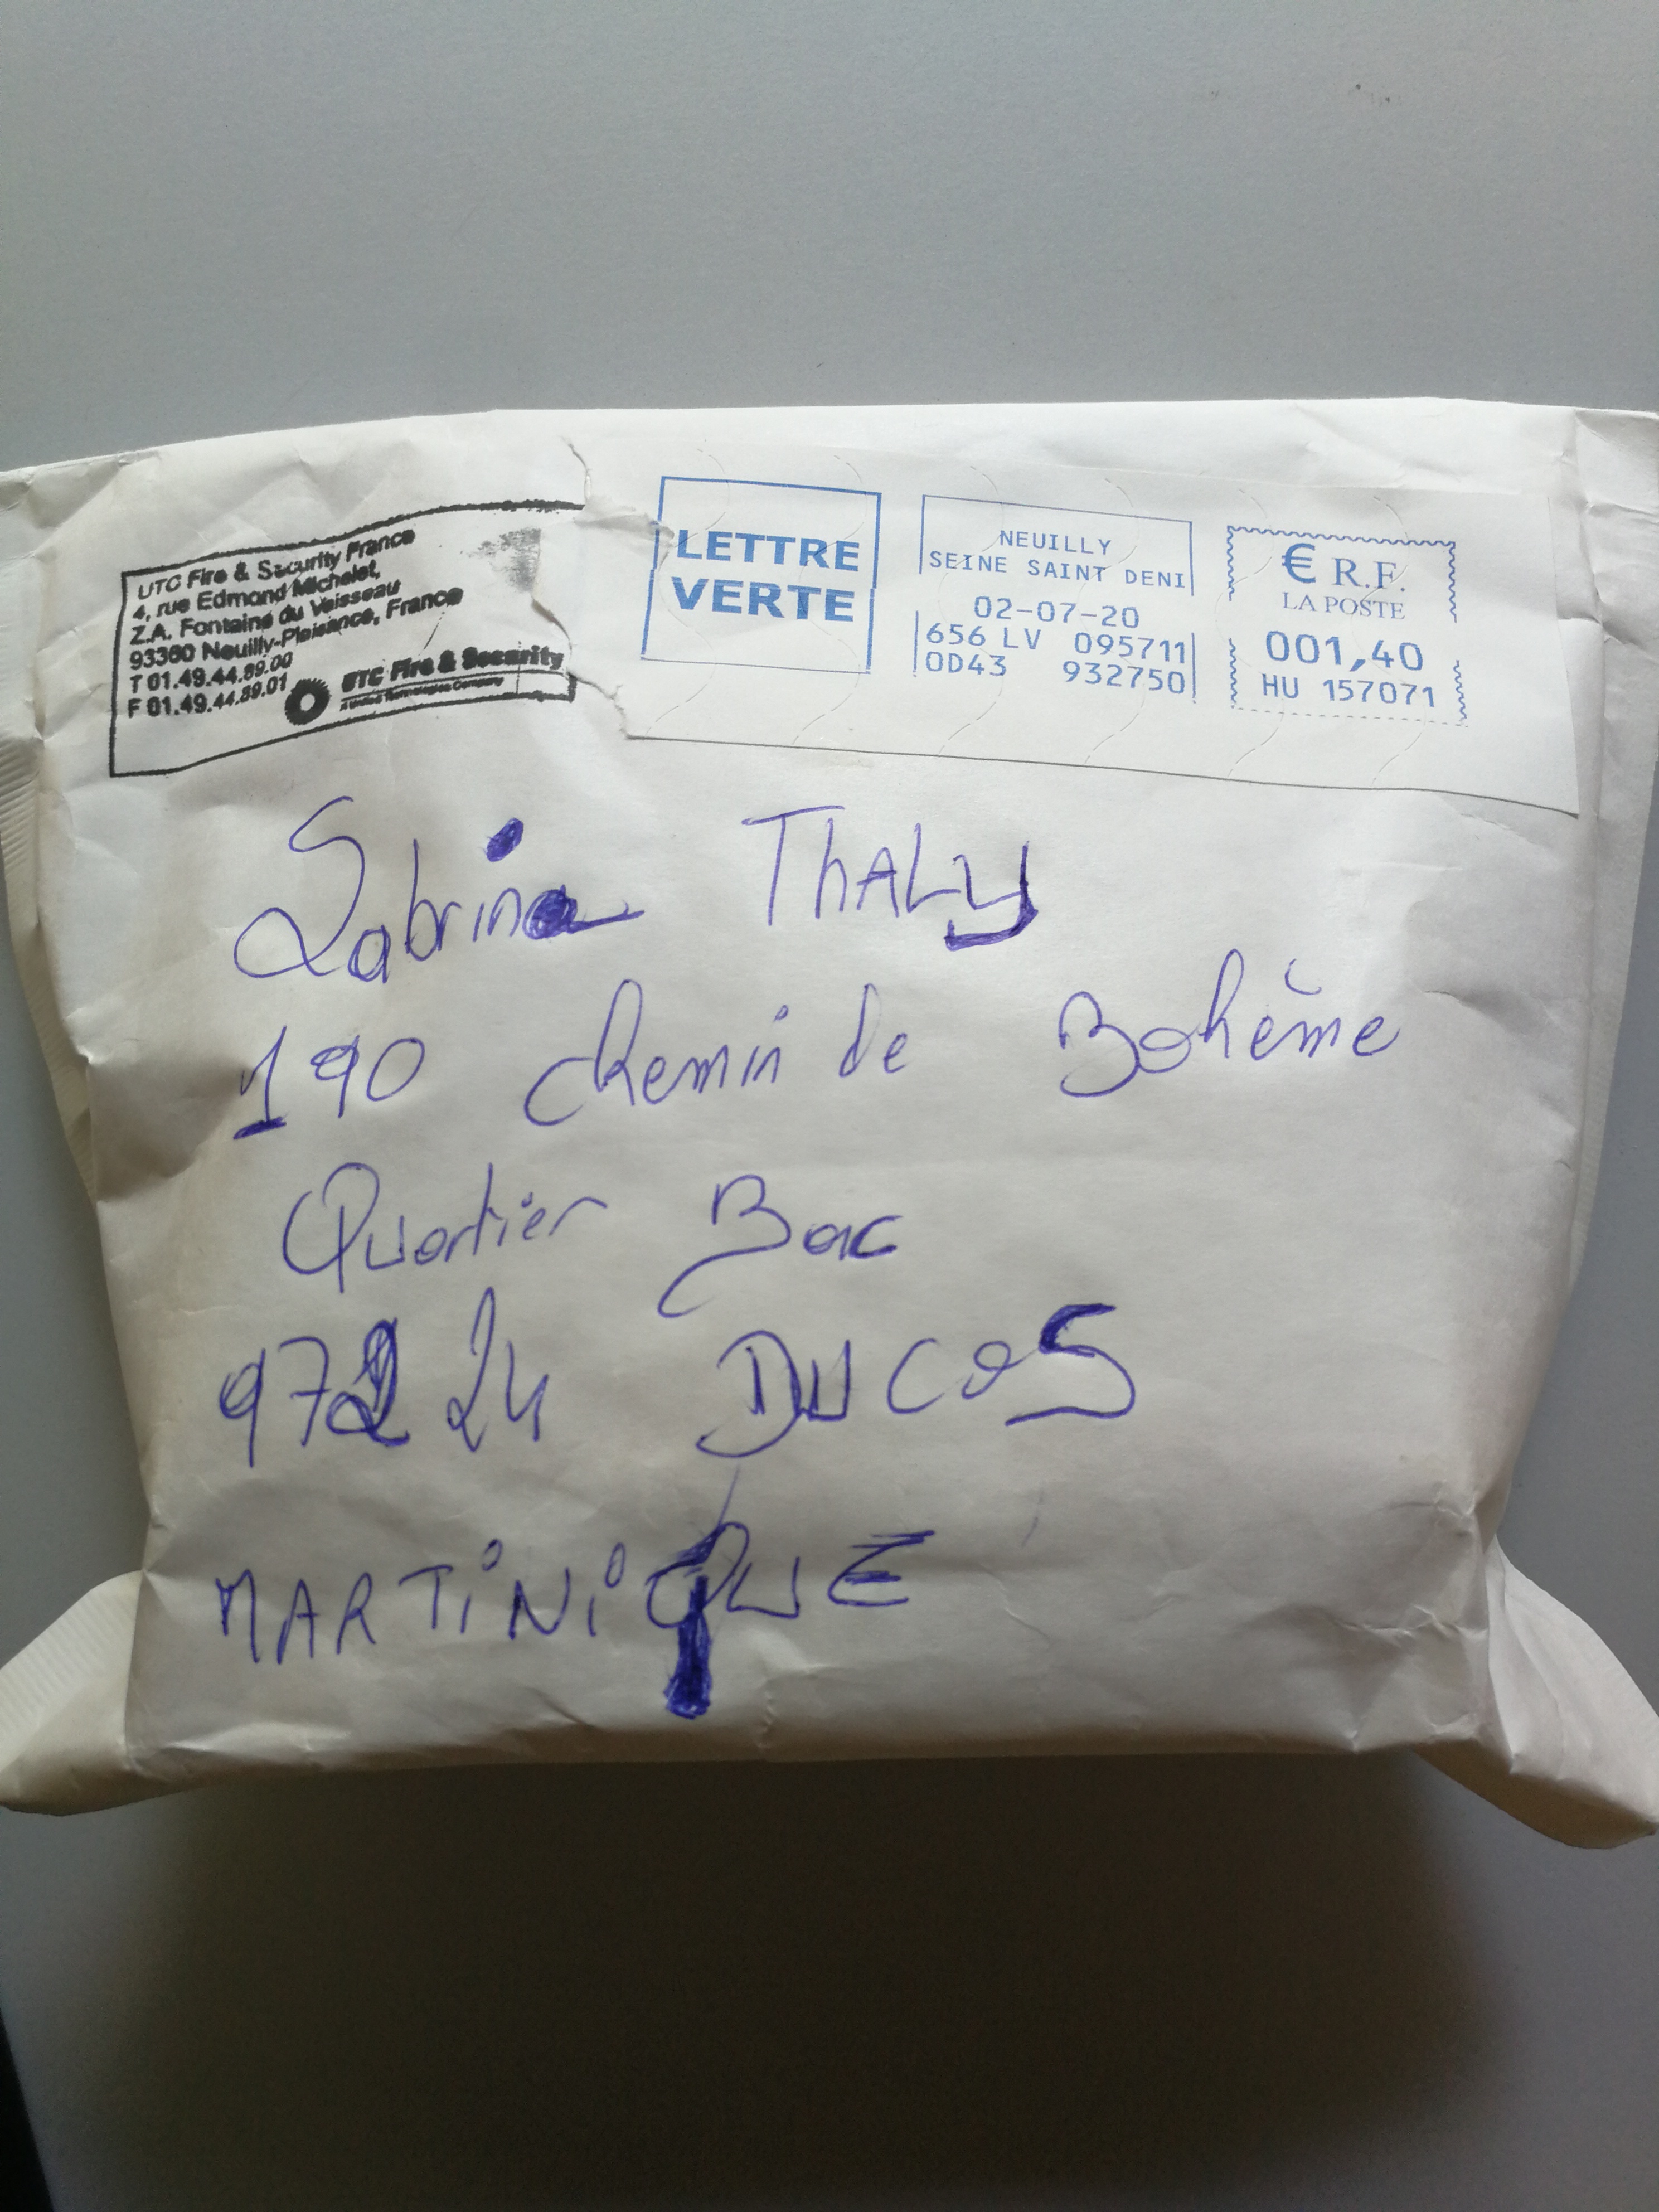 UTC Fire & Security France
4, rue Edmond Michelet,
Z.A. Fontaine du Vaisseau
93360 Neuilly-Plaisance, France
T 01.49.44.89.00
F 01.49.44.89.01
UTC Fire & Security
A United Technologies Company
LETTRE
VERTE
NEUILLY
SEINE SAINT DENI
02-07-20
656 LV 095711
0D43 932750
€ R.F.
LA POSTE
001,40
HU 157071
Sabrina THALY
190 chemin de Bohème
Quartier Bac
97224 DUCOS
MARTINIQUE